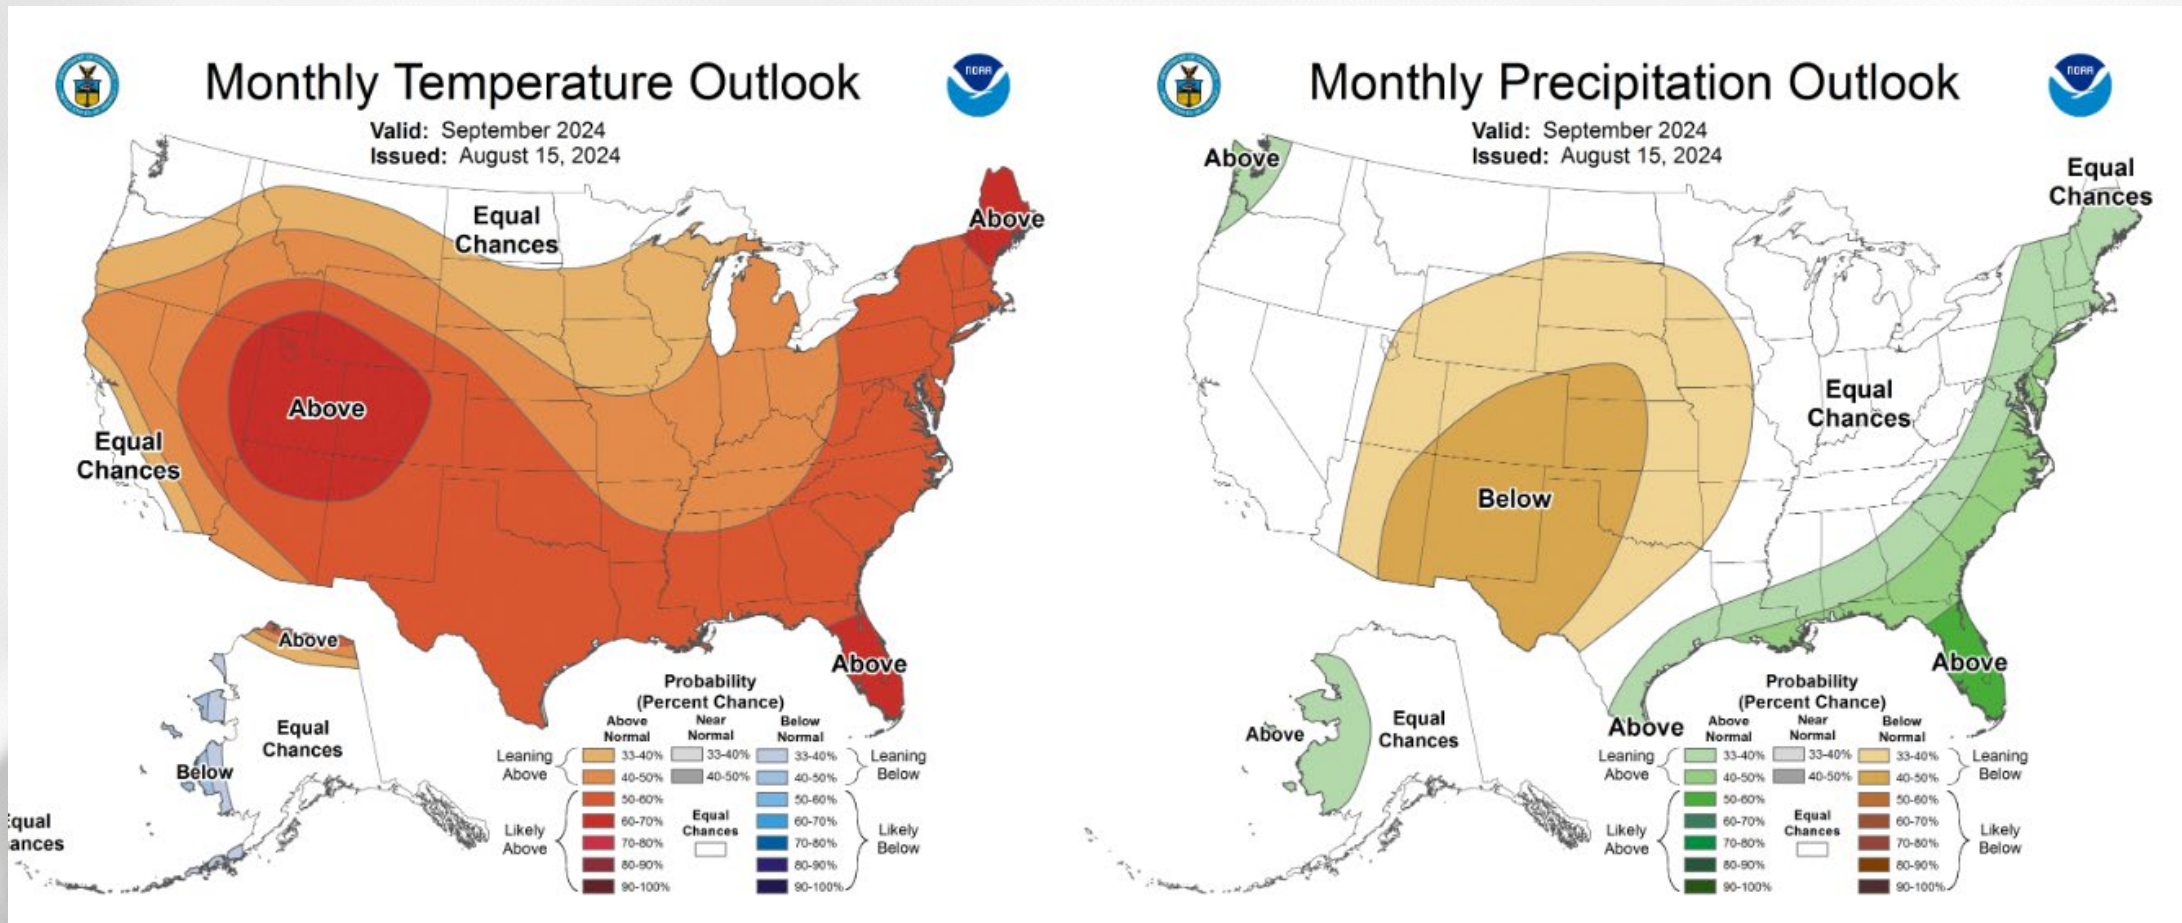 Monthly Temperature Outlook
NOAA
Valid: September 2024
Issued: August 15, 2024
Equal
Chances
Above
Above
Equal
Chances
Above
Above
Equal
Chances
Below
Equal
ances
Probability
(Percent Chance)
Above
Normal
Near
Normal
Below
Normal
Leaning
Above
33-40%
33-40%
33-40%
Leaning
Below
40-50%
40-50%
40-50%
Likely
Above
50-60%
50-60%
60-70%
60-70%
70-80%
70-80%
80-90%
80-90%
90-100%
90-100%
Equal
Chances
Likely
Below
Monthly Precipitation Outlook
NOAA
Valid: September 2024
Issued: August 15, 2024
Above
Equal
Chances
Equal
Chances
Below
Above
Above
Above
Equal
Chances
Probability
(Percent Chance)
Above
Normal
Near
Normal
Below
Normal
Leaning
Above
33-40%
33-40%
33-40%
Leaning
Below
40-50%
40-50%
40-50%
Likely
Above
50-60%
50-60%
60-70%
60-70%
70-80%
70-80%
80-90%
80-90%
90-100%
90-100%
Equal
Chances
Likely
Below